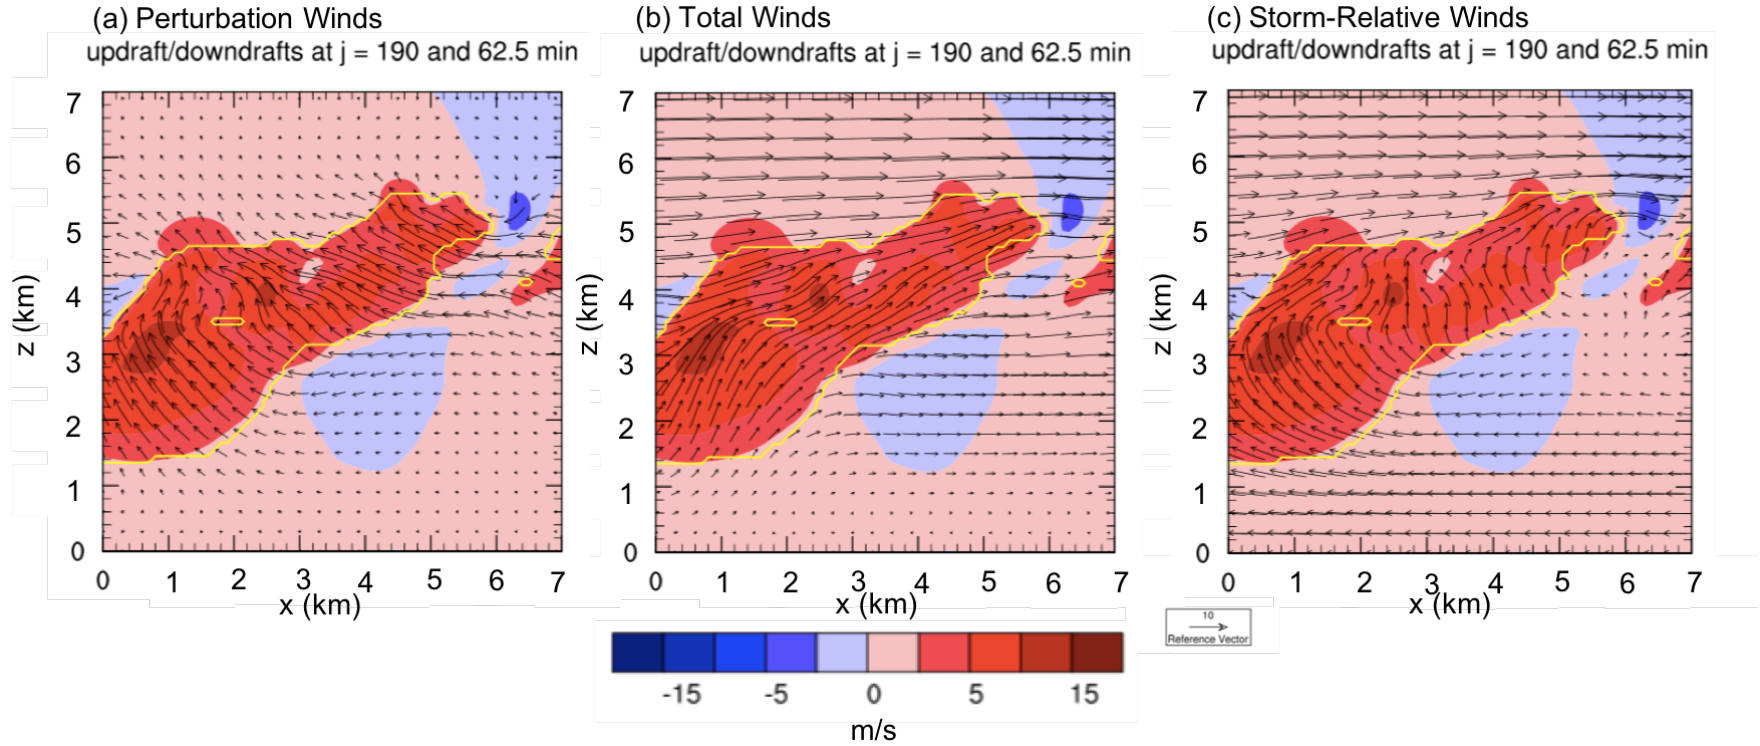 (a) Perturbation Winds
updraft/downdrafts at j = 190 and 62.5 min
7
6
5
4
3
2
1
0
z (km)
0 1 2 3 4 5 6 7
x (km)
(b) Total Winds
updraft/downdrafts at j = 190 and 62.5 min
7
6
5
4
3
2
1
0
z (km)
0 1 2 3 4 5 6 7
x (km)
(c) Storm-Relative Winds
updraft/downdrafts at j = 190 and 62.5 min
7
6
5
4
3
2
1
0
z (km)
0 1 2 3 4 5 6 7
x (km)
10
Reference Vector
-15 -5 0 5 15
m/s